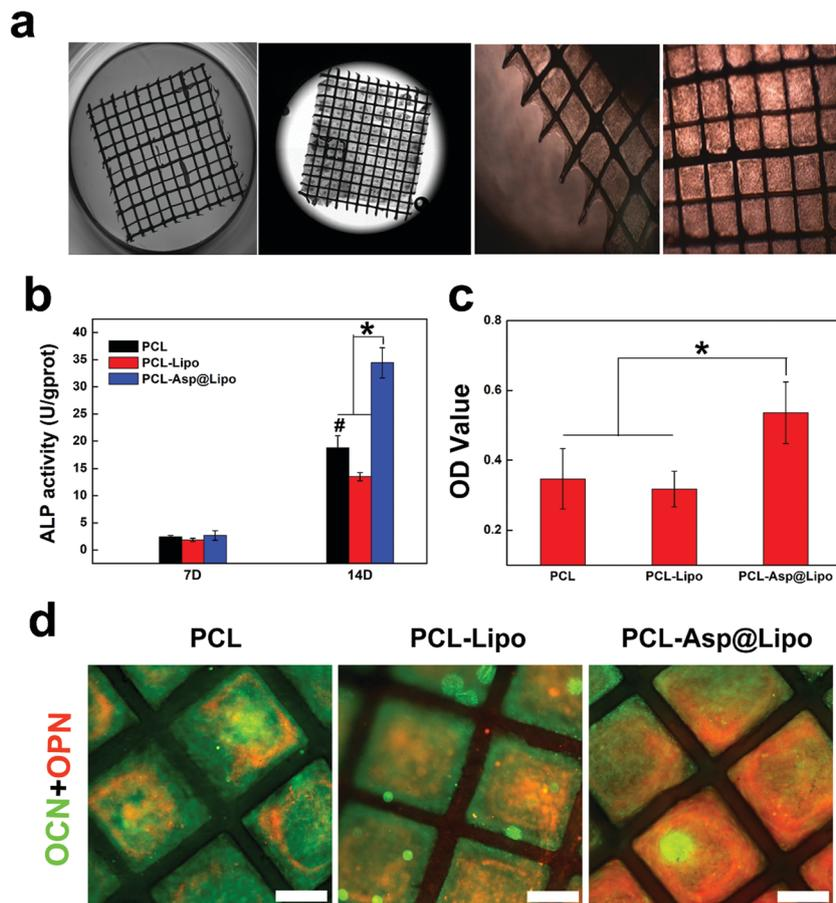 a
b
ALP activity (U/gprot)
40
35
30
25
20
15
10
5
0
PCL
PCL-Lipo
PCL-Asp@Lipo
*
#
7D
14D
c
OD Value
0.8
0.6
0.4
0.2
*
PCL
PCL-Lipo
PCL-Asp@Lipo
d
PCL
PCL-Lipo
PCL-Asp@Lipo
OCN+OPN